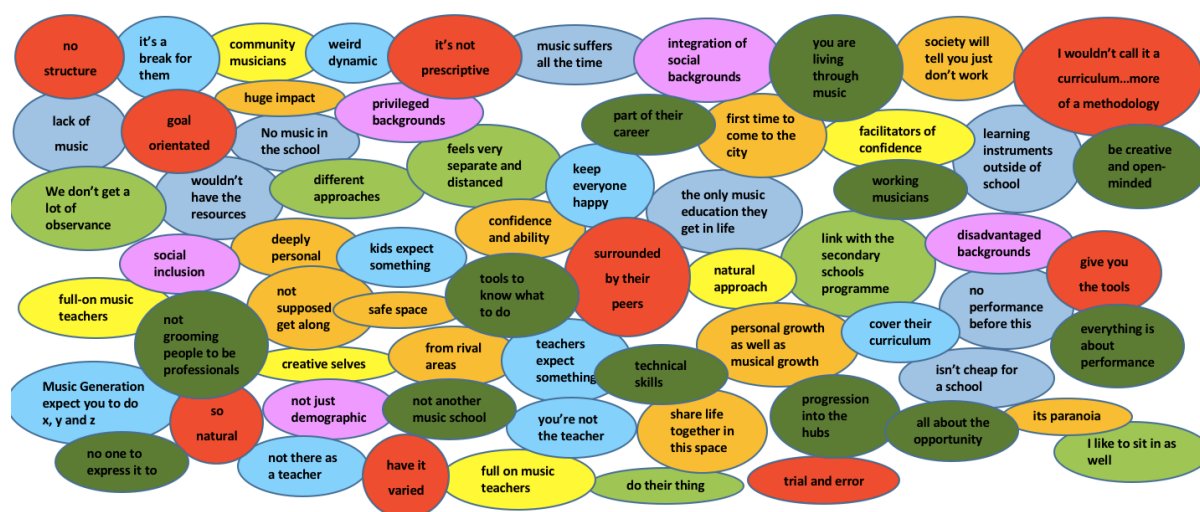 no
structure
it's a
break for
them
community
musicians
weird
dynamic
it's not
prescriptive
music suffers
all the time
integration of
social
backgrounds
you are
living
through
music
society will
tell you just
don't work
I wouldn't call it a
curriculum...more
of a methodology
lack of
music
goal
orientated
huge impact
No music in
the school
privileged
backgrounds
feels very
separate and
distanced
part of their
career
first time to
come to the
city
facilitators of
confidence
learning
instruments
outside of
school
be creative
and open-
minded
We don't get a
lot of
observance
wouldn't
have the
resources
different
approaches
keep
everyone
happy
the only music
education they
get in life
working
musicians
social
inclusion
deeply
personal
kids expect
something
confidence
and ability
surrounded
by their
peers
natural
approach
link with the
secondary
schools
programme
disadvantaged
backgrounds
give you
the tools
full-on music
teachers
not
grooming
people to be
professionals
not
supposed
get along
safe space
tools to
know what
to do
no
performance
before this
everything is
about
performance
creative selves
from rival
areas
teachers
expect
something
technical
skills
personal growth
as well as
musical growth
cover their
curriculum
isn't cheap for
a school
Music Generation
expect you to do
x, y and z
so
natural
not just
demographic
not another
music school
you're not
the teacher
share life
together in
this space
progression
into the
hubs
all about the
opportunity
its paranoia
I like to sit in as
well
no one to
express it to
not there as
a teacher
have it
varied
full on music
teachers
do their thing
trial and error